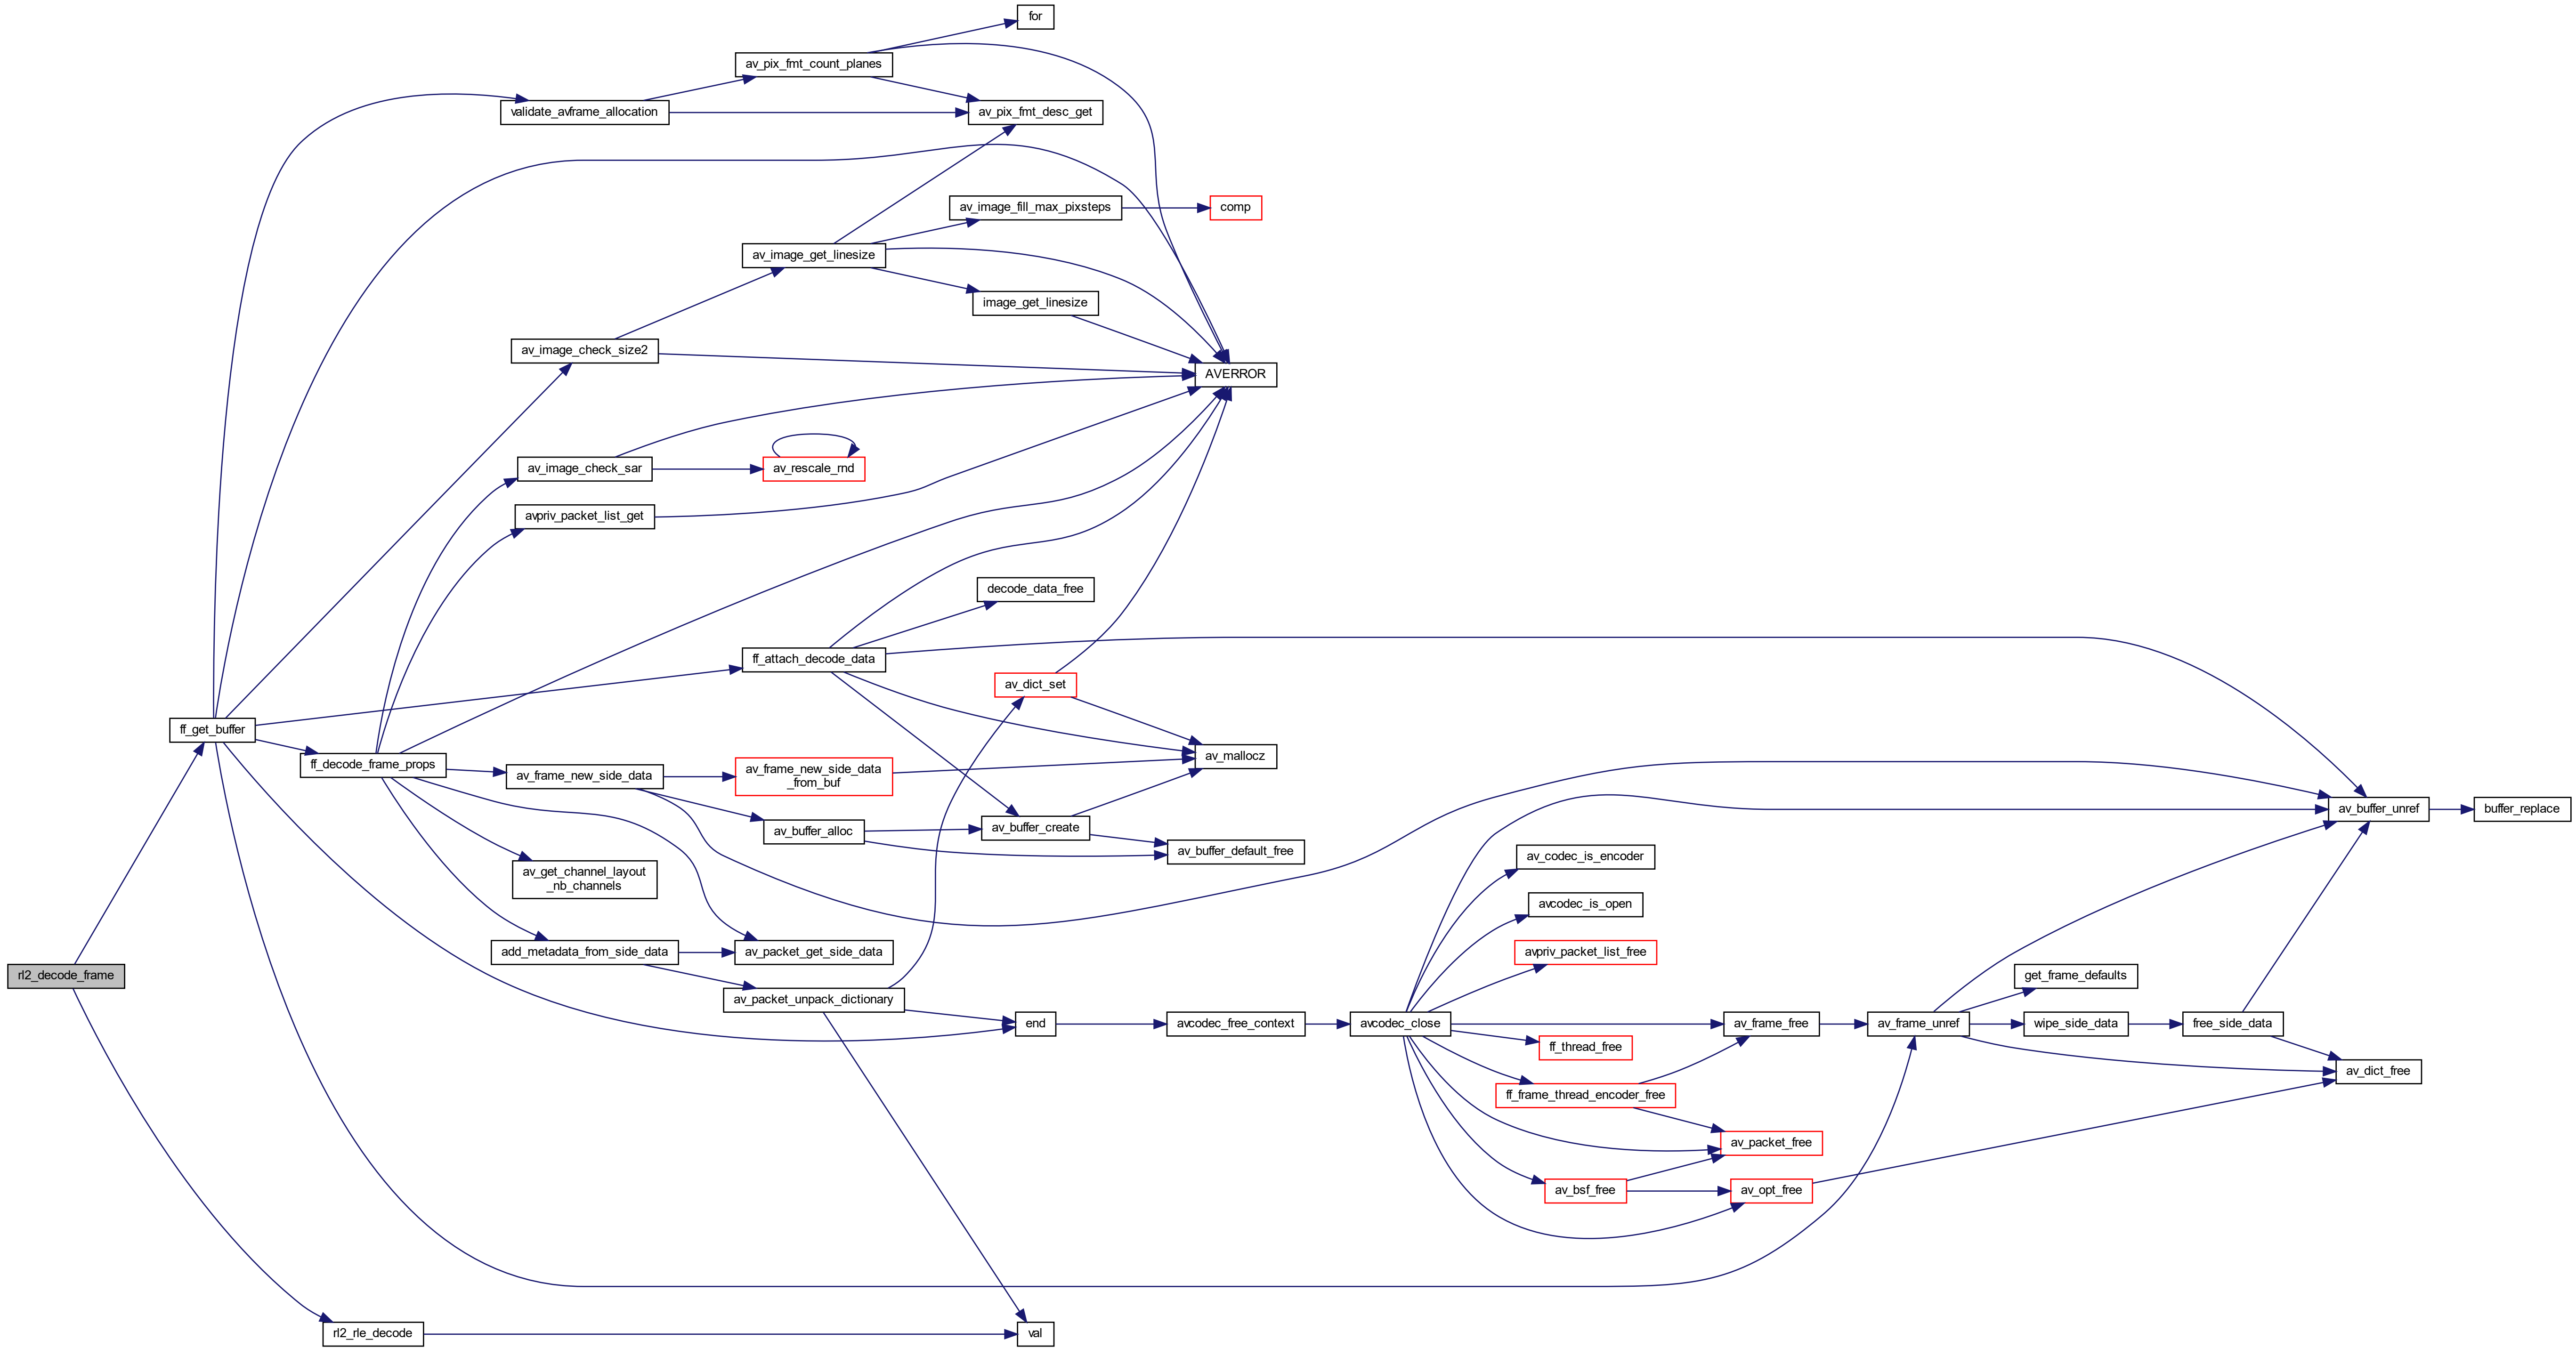 for
av_pix_fmt_count_planes
validate_avframe_allocation
av_pix_fmt_desc_get
av_image_fill_max_pixsteps
comp
av_image_get_linesize
image_get_linesize
av_image_check_size2
AVERROR
av_image_check_sar
av_rescale_rnd
avpriv_packet_list_get
decode_data_free
ff_attach_decode_data
av_dict_set
ff_get_buffer
ff_decode_frame_props
av_mallocz
av_frame_new_side_data
av_frame_new_side_data
_from_buf
av_buffer_unref
buffer_replace
av_buffer_alloc
av_buffer_create
av_buffer_default_free
av_codec_is_encoder
av_get_channel_layout
_nb_channels
avcodec_is_open
add_metadata_from_side_data
av_packet_get_side_data
avpriv_packet_list_free
rl2_decode_frame
get_frame_defaults
av_packet_unpack_dictionary
end
avcodec_free_context
avcodec_close
av_frame_free
av_frame_unref
wipe_side_data
free_side_data
ff_thread_free
av_dict_free
ff_frame_thread_encoder_free
av_packet_free
av_bsf_free
av_opt_free
rl2_rle_decode
val